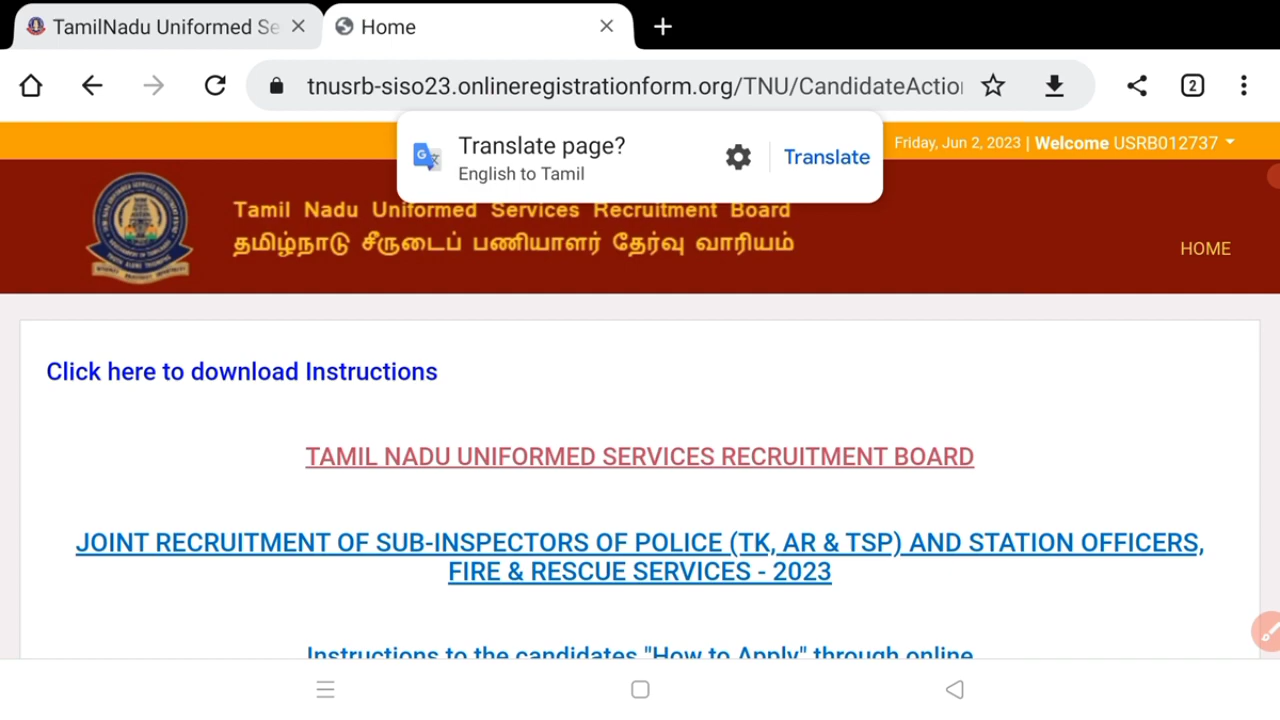 TamilNadu Uniformed Se
Home
tnusrb-siso23.onlineregistrationform.org/TNU/CandidateAction
2
Translate page?
English to Tamil
Translate
Friday, Jun 2, 2023 | Welcome USRB012737
Tamil Nadu Uniformed Services Recruitment Board
தமிழ்நாடு சீருடைப் பணியாளர் தேர்வு வாரியம்
HOME
Click here to download Instructions
TAMIL NADU UNIFORMED SERVICES RECRUITMENT BOARD
JOINT RECRUITMENT OF SUB-INSPECTORS OF POLICE (TK, AR & TSP) AND STATION OFFICERS,
FIRE & RESCUE SERVICES - 2023
Instructions to the candidates "How to Apply" through online